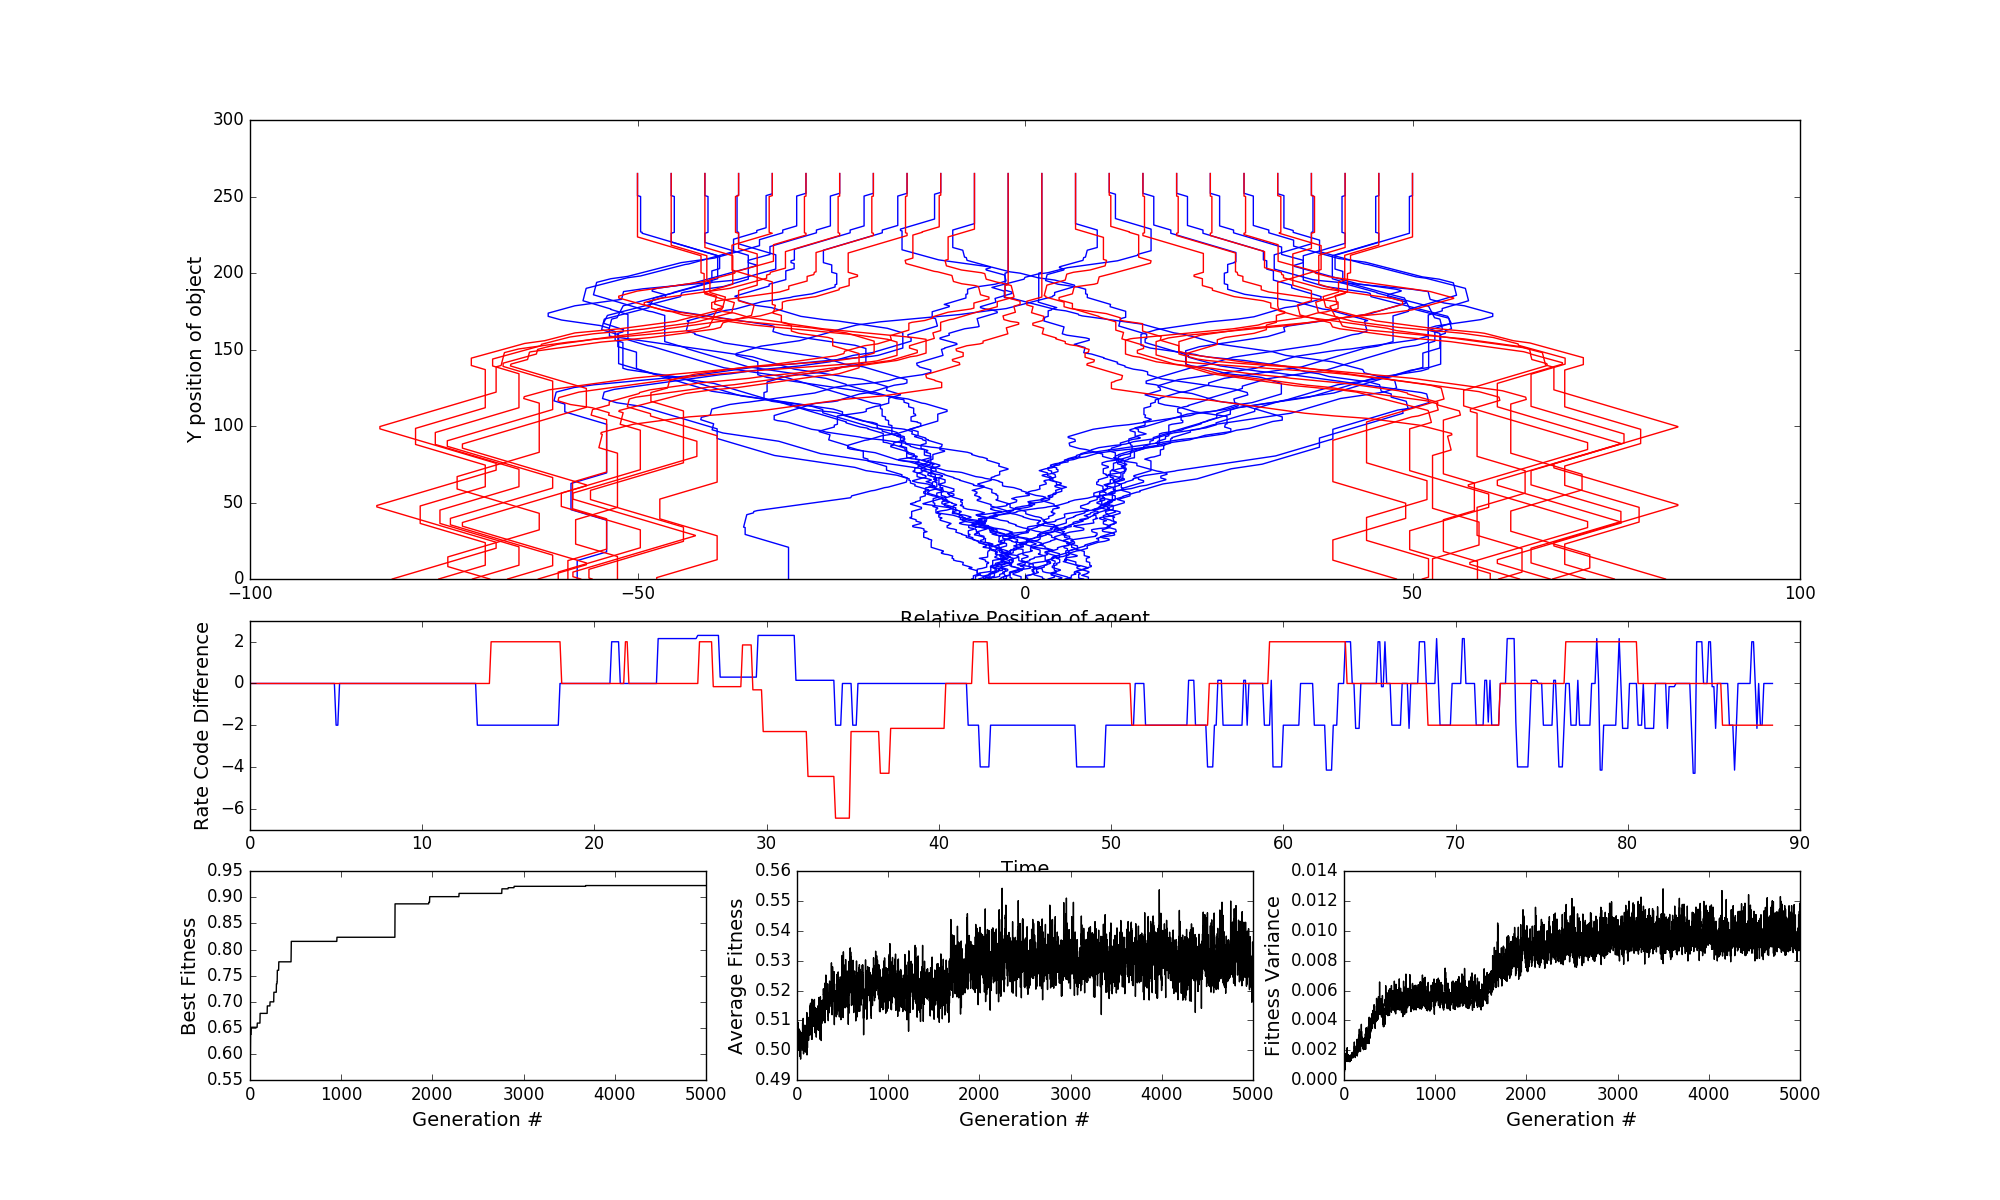 300
250
200
150
100
50
0
Y position of object
−100 −50 0 50 100
Relative Position of agent
2
0
−2
−4
−6
Rate Code Difference
0 10 20 30 40 50 60 70 80 90
Time
0.95
0.90
0.85
0.80
0.75
0.70
0.65
0.60
0.55
Best Fitness
0 1000 2000 3000 4000 5000
Generation #
0.56
0.55
0.54
0.53
0.52
0.51
0.50
0.49
Average Fitness
0 1000 2000 3000 4000 5000
Generation #
0.014
0.012
0.010
0.008
0.006
0.004
0.002
0.000
Fitness Variance
0 1000 2000 3000 4000 5000
Generation #